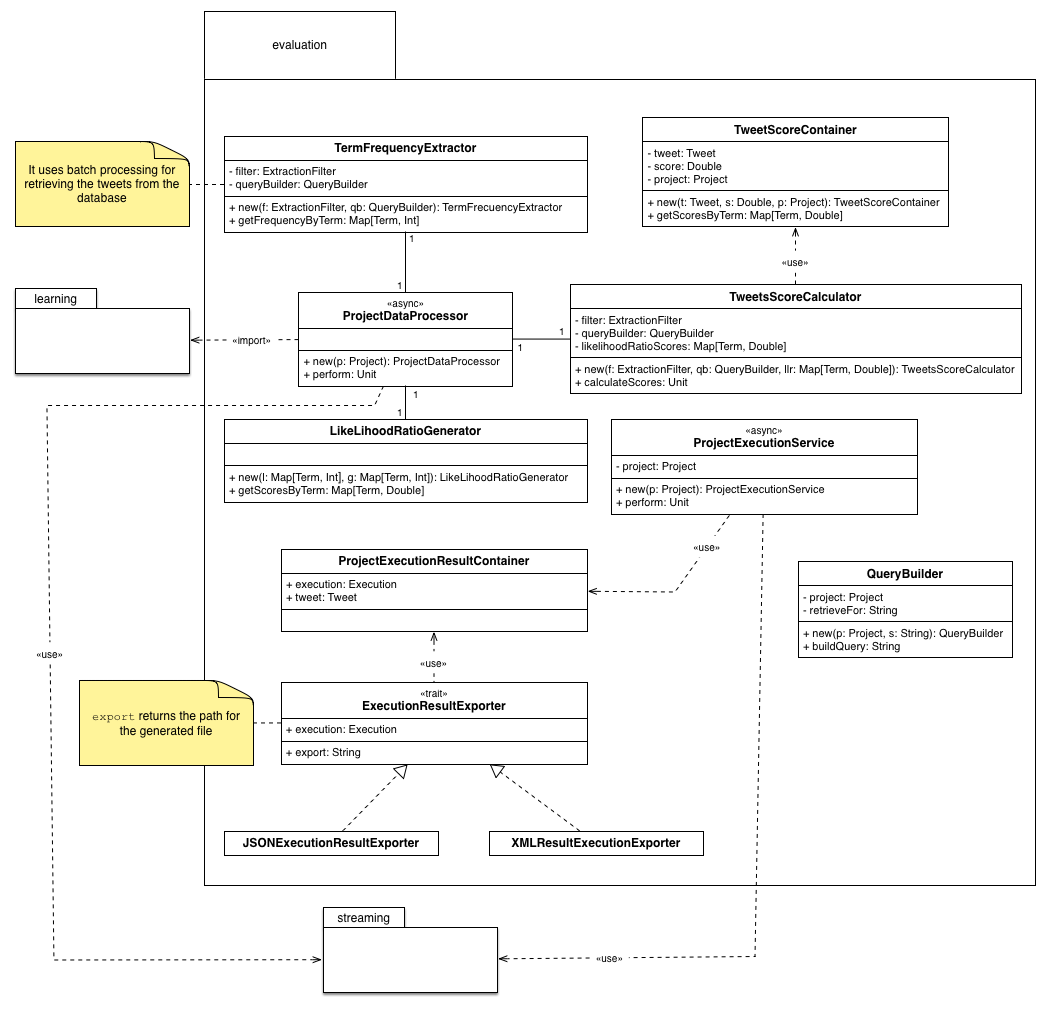 evaluation
It uses batch processing for
retrieving the tweets from the
database
TermFrequencyExtractor
- filter: ExtractionFilter
- queryBuilder: QueryBuilder
+ new(f: ExtractionFilter, qb: QueryBuilder): TermFrecuencyExtractor
+ getFrequencyByTerm: Map[Term, Int]
TweetScoreContainer
- tweet: Tweet
- score: Double
- project: Project
+ new(t: Tweet, s: Double, p: Project): TweetScoreContainer
+ getScoresByTerm: Map[Term, Double]
1
1
«use»
learning
«import»
«async»
ProjectDataProcessor
+ new(p: Project): ProjectDataProcessor
+ perform: Unit
1
1
TweetsScoreCalculator
- filter: ExtractionFilter
- queryBuilder: QueryBuilder
- likelihoodRatioScores: Map[Term, Double]
+ new(f: ExtractionFilter, qb: QueryBuilder, llr: Map[Term, Double]): TweetsScoreCalculator
+ calculateScores: Unit
1
1
LikeLihoodRatioGenerator
+ new(l: Map[Term, Int], g: Map[Term, Int]): LikeLihoodRatioGenerator
+ getScoresByTerm: Map[Term, Double]
«async»
ProjectExecutionService
- project: Project
+ new(p: Project): ProjectExecutionService
+ perform: Unit
«use»
ProjectExecutionResultContainer
+ execution: Execution
+ tweet: Tweet
QueryBuilder
- project: Project
- retrieveFor: String
+ new(p: Project, s: String): QueryBuilder
+ buildQuery: String
«use»
«use»
export returns the path for
the generated file
«trait»
ExecutionResultExporter
+ execution: Execution
+ export: String
JSONExecutionResultExporter
XMLResultExecutionExporter
streaming
«use»